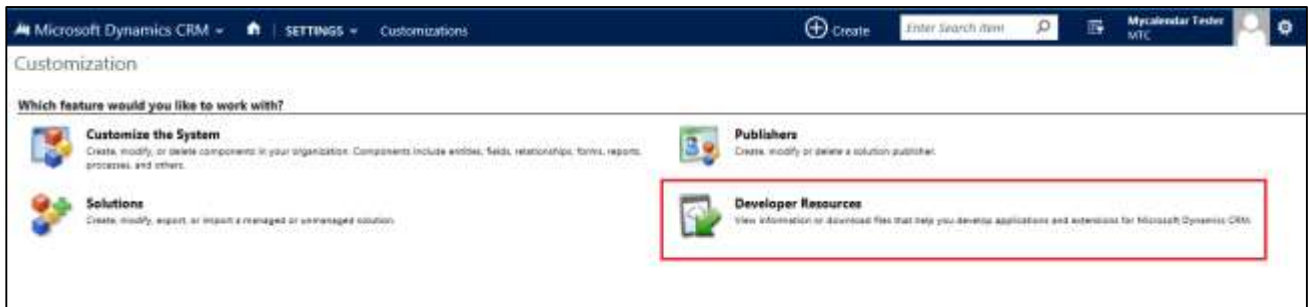 Microsoft Dynamics CRM
SETTINGS
Customizations
Create
Enter Search Item
Mycalendar Tester
MTC
Customization
Which feature would you like to work with?
Customize the System
Create, modify, or delete components in your organization. Components include entities, fields, relationships, forms, reports,
processes, and others.
Publishers
Create, modify or delete a solution publisher.
Solutions
Create, modify, export, or import a managed or unmanaged solution.
Developer Resources
View information or download files that help you develop applications and extensions for Microsoft Dynamics CRM.